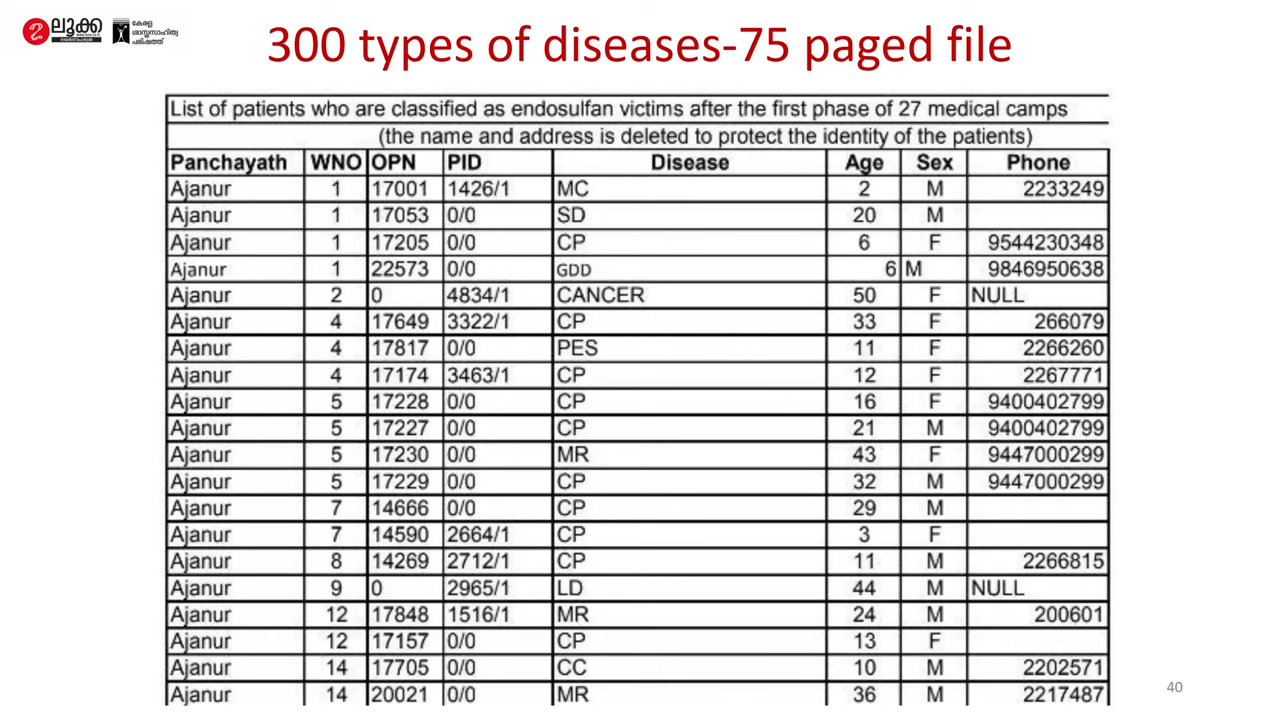 ലൂക്ക
കേരള
ശാസ്ത്രസാഹിത്യ
പരിഷത്ത്
300 types of diseases-75 paged file
List of patients who are classified as endosulfan victims after the first phase of 27 medical camps
(the name and address is deleted to protect the identity of the patients)
Panchayath WNO OPN PID Disease Age Sex Phone
Ajanur 1 17001 1426/1 MC 2 M 2233249
Ajanur 1 17053 0/0 SD 20 M
Ajanur 1 17205 0/0 CP 6 F 9544230348
Ajanur 1 22573 0/0 GDD 6 M 9846950638
Ajanur 2 0 4834/1 CANCER 50 F NULL
Ajanur 4 17649 3322/1 CP 33 F 266079
Ajanur 4 17817 0/0 PES 11 F 2266260
Ajanur 4 17174 3463/1 CP 12 F 2267771
Ajanur 5 17228 0/0 CP 16 F 9400402799
Ajanur 5 17227 0/0 CP 21 M 9400402799
Ajanur 5 17230 0/0 MR 43 F 9447000299
Ajanur 5 17229 0/0 CP 32 M 9447000299
Ajanur 7 14666 0/0 CP 29 M
Ajanur 7 14590 2664/1 CP 3 F
Ajanur 8 14269 2712/1 CP 11 M 2266815
Ajanur 9 0 2965/1 LD 44 M NULL
Ajanur 12 17848 1516/1 MR 24 M 200601
Ajanur 12 17157 0/0 CP 13 F
Ajanur 14 17705 0/0 CC 10 M 2202571
Ajanur 14 20021 0/0 MR 36 M 2217487
40